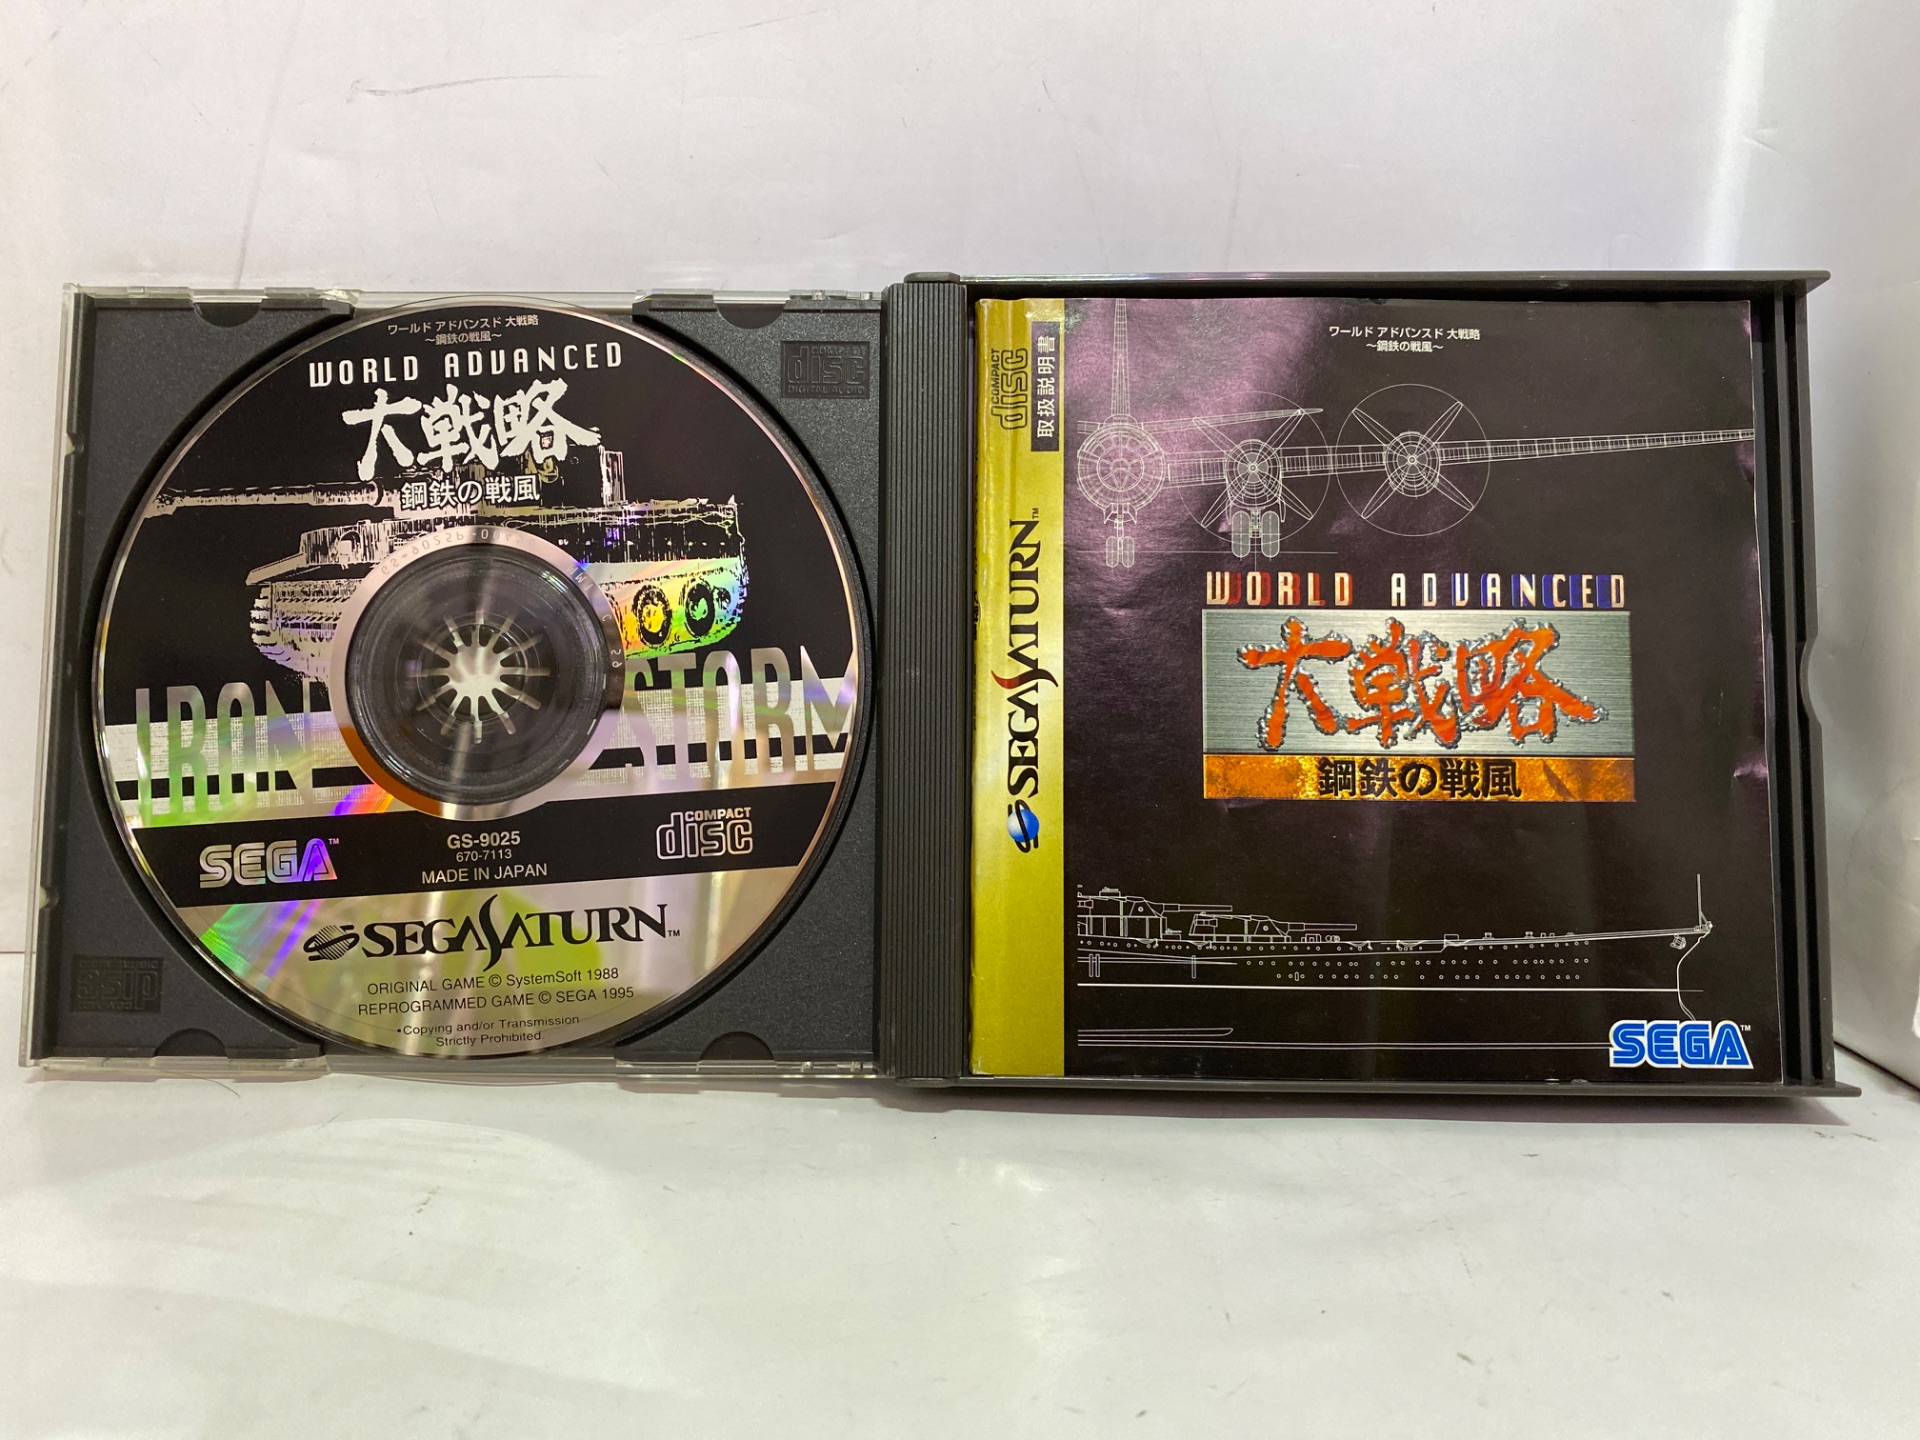 ワールド アドバンスド 大戦略
～鋼鉄の戦風～
WORLD ADVANCED
大戦略
鋼鉄の戦風
IRON STORM
SEGA™
GS-9025
670-7113
MADE IN JAPAN
COMPACT
disc
SEGA SATURN™
ORIGINAL GAME © SystemSoft 1988
REPROGRAMMED GAME © SEGA 1995
•Copying and/or Transmission
Strictly Prohibited.
COMPACT
disc
DIGITAL AUDIO
COMPACT
disc
取扱説明書
SEGA SATURN™
ワールド アドバンスド 大戦略
～鋼鉄の戦風～
WORLD ADVANCED
大戦略
鋼鉄の戦風
SEGA™